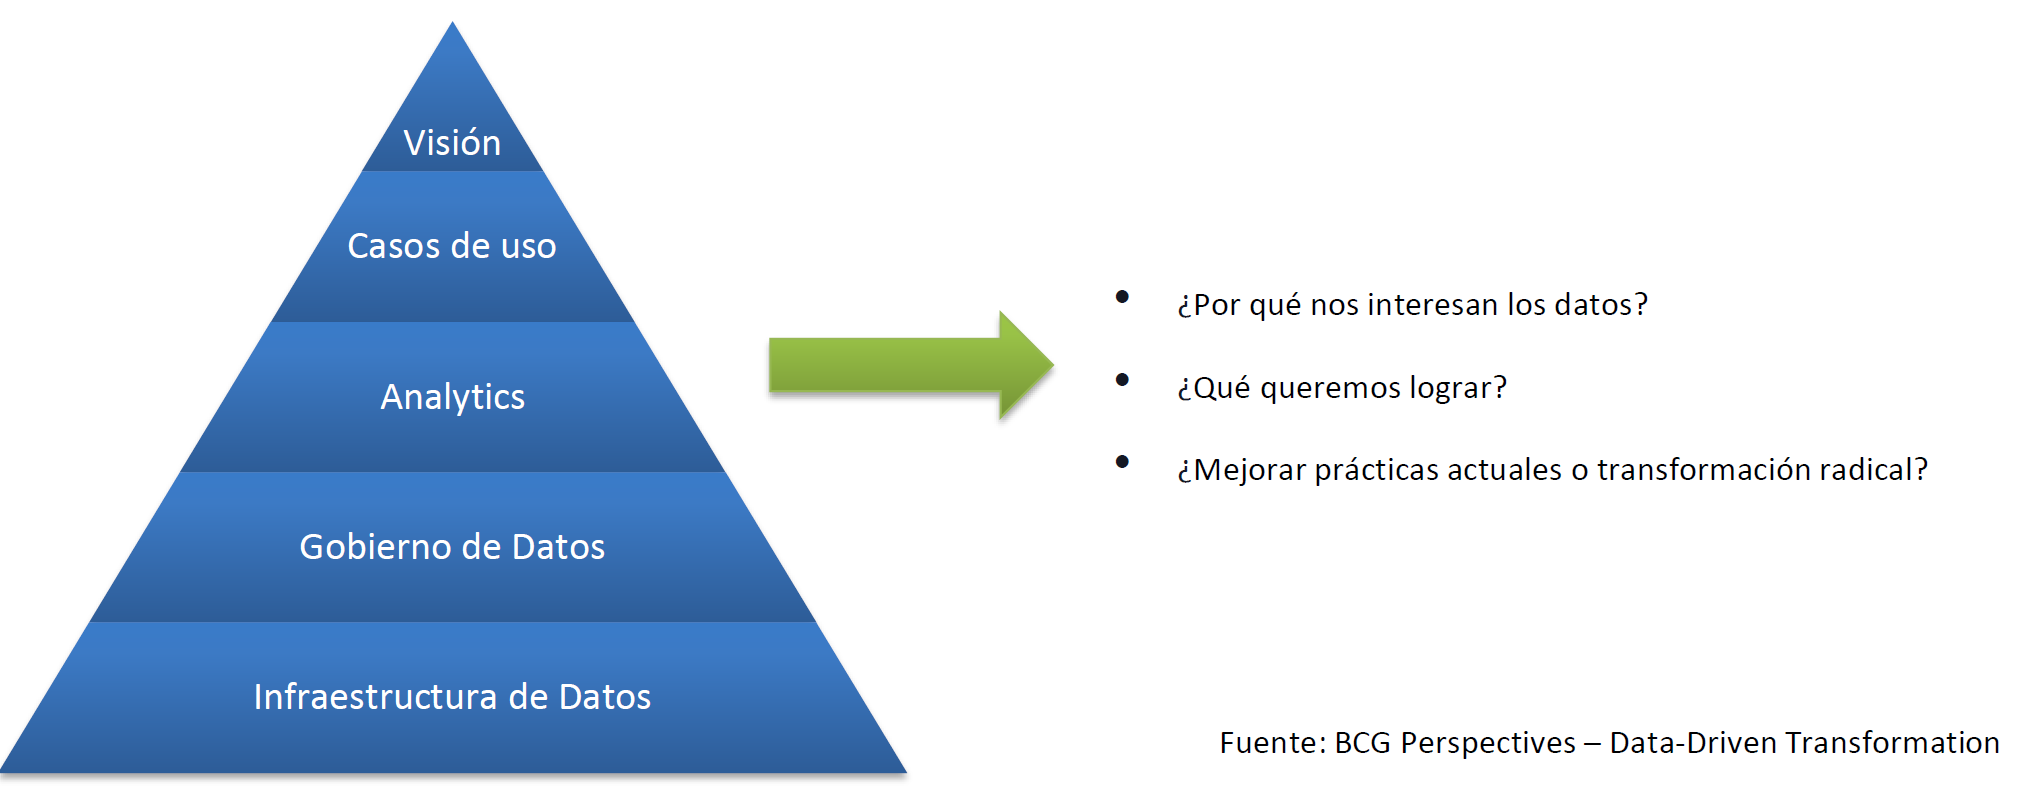 Visión
Casos de uso
Analytics
Gobierno de Datos
Infraestructura de Datos
• ¿Por qué nos interesan los datos?
• ¿Qué queremos lograr?
• ¿Mejorar prácticas actuales o transformación radical?
Fuente: BCG Perspectives – Data-Driven Transformation